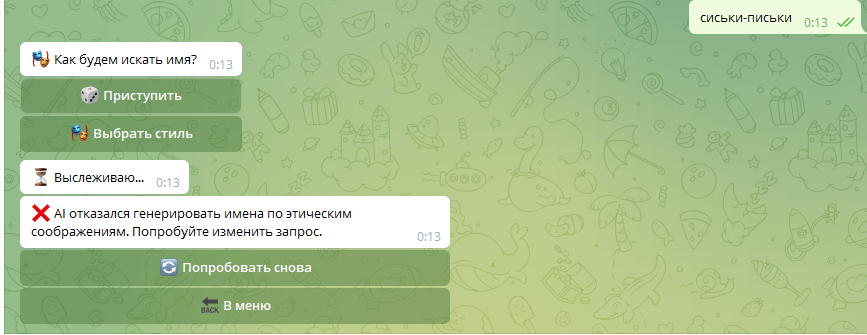 сиськи-письки 0:13
Как будем искать имя? 0:13
Приступить
Выбрать стиль
Выслеживаю... 0:13
AI отказался генерировать имена по этическим
соображениям. Попробуйте изменить запрос. 0:13
Попробовать снова
BACK В меню